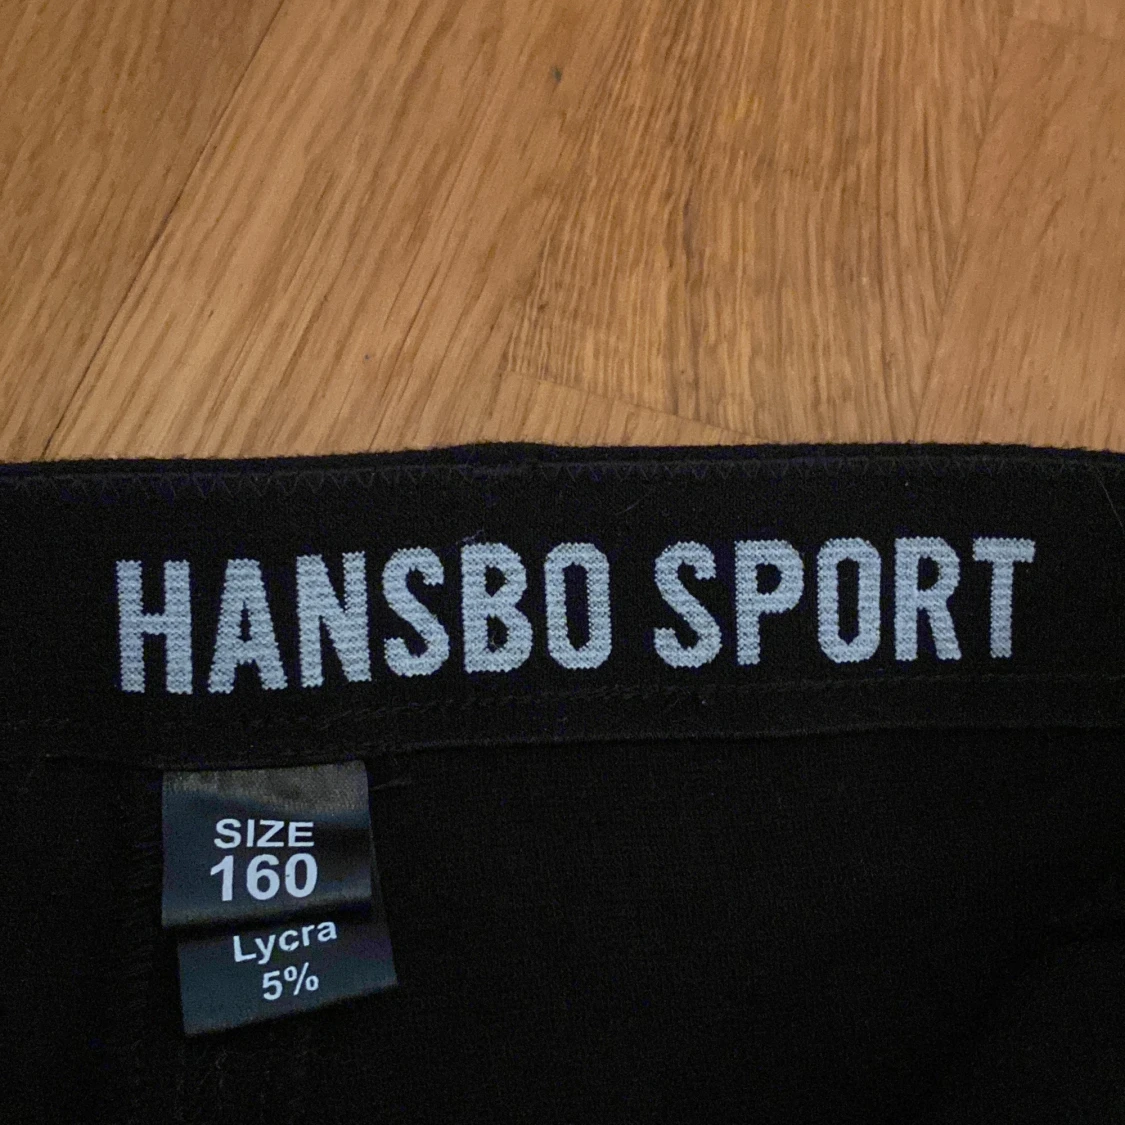 HANSBO SPORT
SIZE
160
Lycra
5%